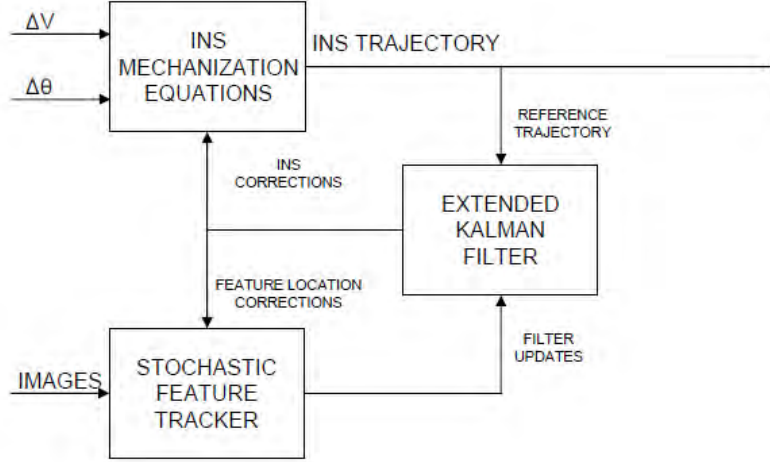 ΔV
Δθ
INS
MECHANIZATION
EQUATIONS
INS TRAJECTORY
REFERENCE
TRAJECTORY
INS
CORRECTIONS
EXTENDED
KALMAN
FILTER
FEATURE LOCATION
CORRECTIONS
FILTER
UPDATES
IMAGES
STOCHASTIC
FEATURE
TRACKER